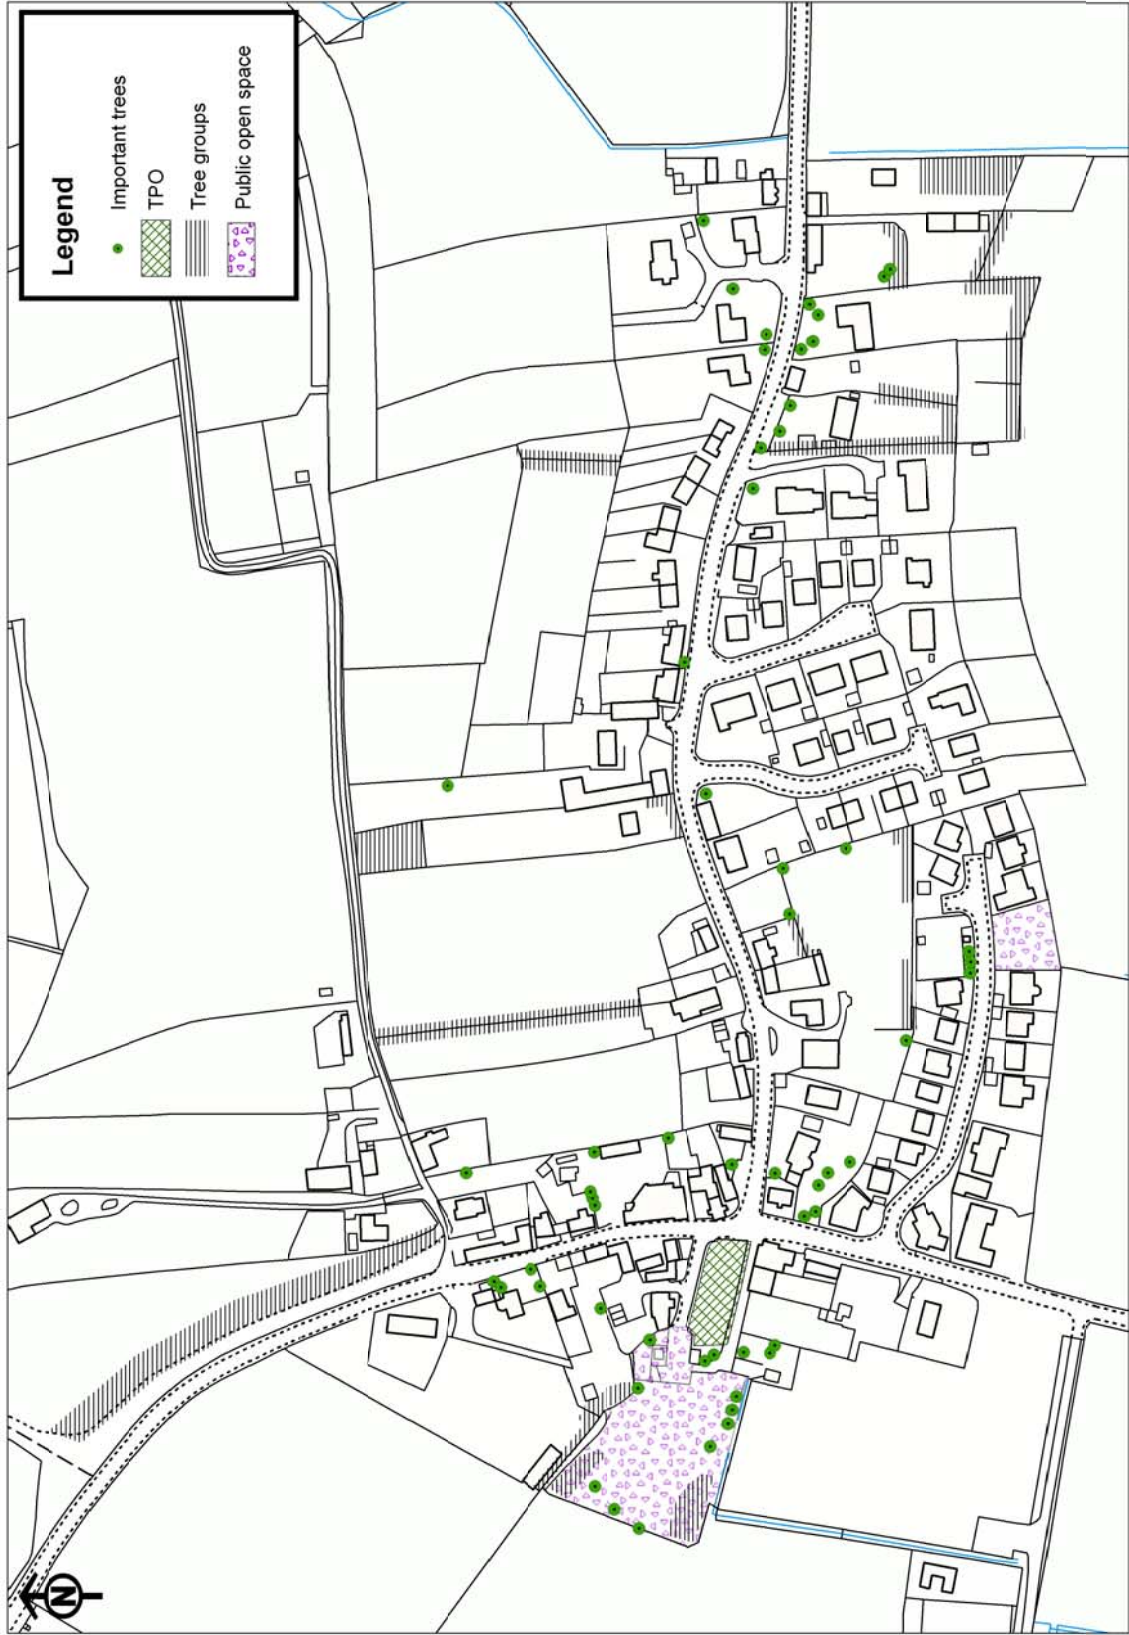 Legend
Important trees
TPO
Tree groups
Public open space
N